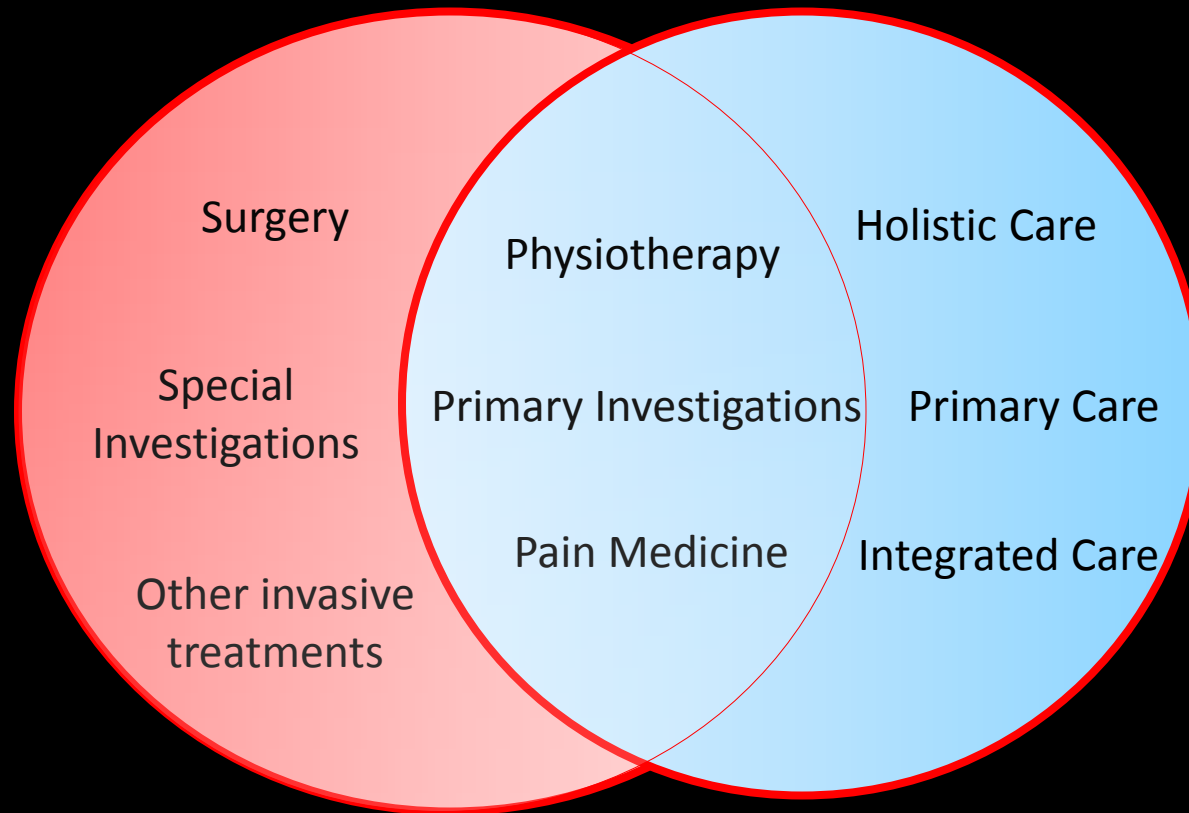 Surgery
Special
Investigations
Other invasive
treatments
Physiotherapy
Primary Investigations
Pain Medicine
Holistic Care
Primary Care
Integrated Care